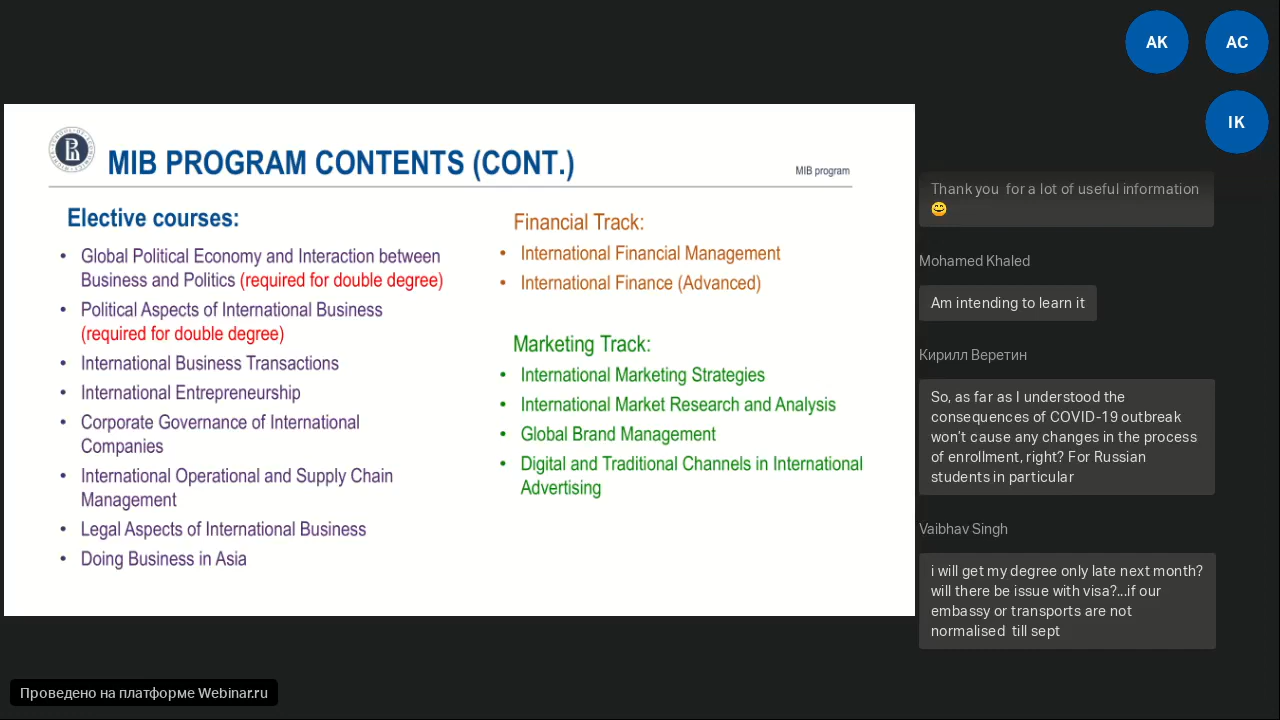 AK
AC
IK
MIB PROGRAM CONTENTS (CONT.)
MIB program
Elective courses:
• Global Political Economy and Interaction between
Business and Politics (required for double degree)
• Political Aspects of International Business
(required for double degree)
• International Business Transactions
• International Entrepreneurship
• Corporate Governance of International
Companies
• International Operational and Supply Chain
Management
• Legal Aspects of International Business
• Doing Business in Asia
Financial Track:
• International Financial Management
• International Finance (Advanced)
Marketing Track:
• International Marketing Strategies
• International Market Research and Analysis
• Global Brand Management
• Digital and Traditional Channels in International
Advertising
Thank you for a lot of useful information
😊
Mohamed Khaled
Am intending to learn it
Кирилл Веретин
So, as far as I understood the
consequences of COVID-19 outbreak
won't cause any changes in the process
of enrollment, right? For Russian
students in particular
Vaibhav Singh
i will get my degree only late next month?
will there be issue with visa?...if our
embassy or transports are not
normalised till sept
Проведено на платформе Webinar.ru